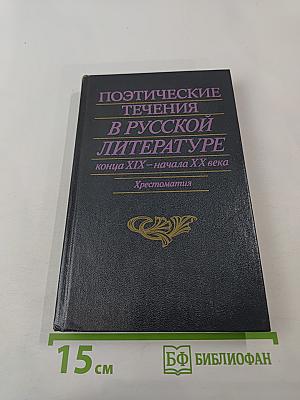 ПОЭТИЧЕСКИЕ
ТЕЧЕНИЯ
В РУССКОЙ
ЛИТЕРАТУРЕ
конца XIX – начала XX века
Хрестоматия
15 см
БФ БИБЛИОФАН